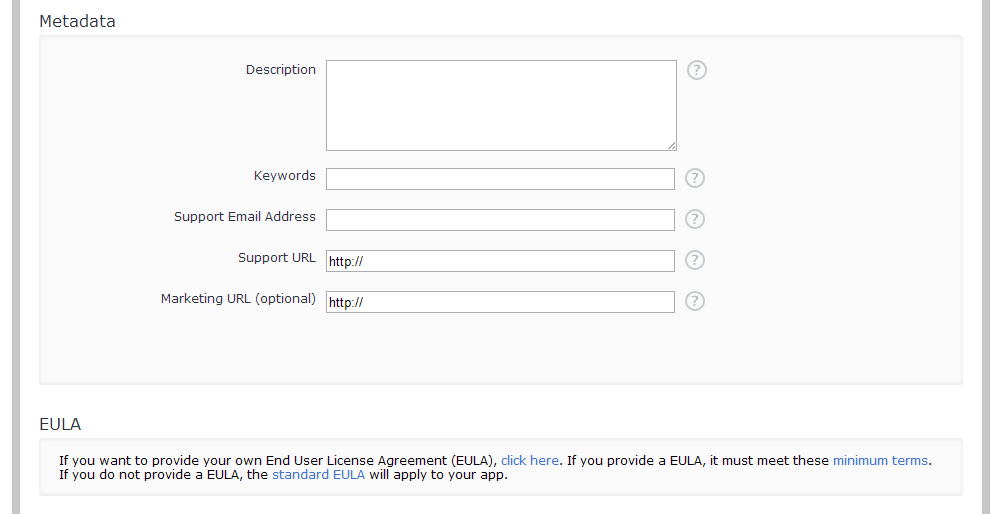 Metadata
Description
?
Keywords
?
Support Email Address
?
Support URL http://
?
Marketing URL (optional) http://
?
EULA
If you want to provide your own End User License Agreement (EULA), click here. If you provide a EULA, it must meet these minimum terms.
If you do not provide a EULA, the standard EULA will apply to your app.